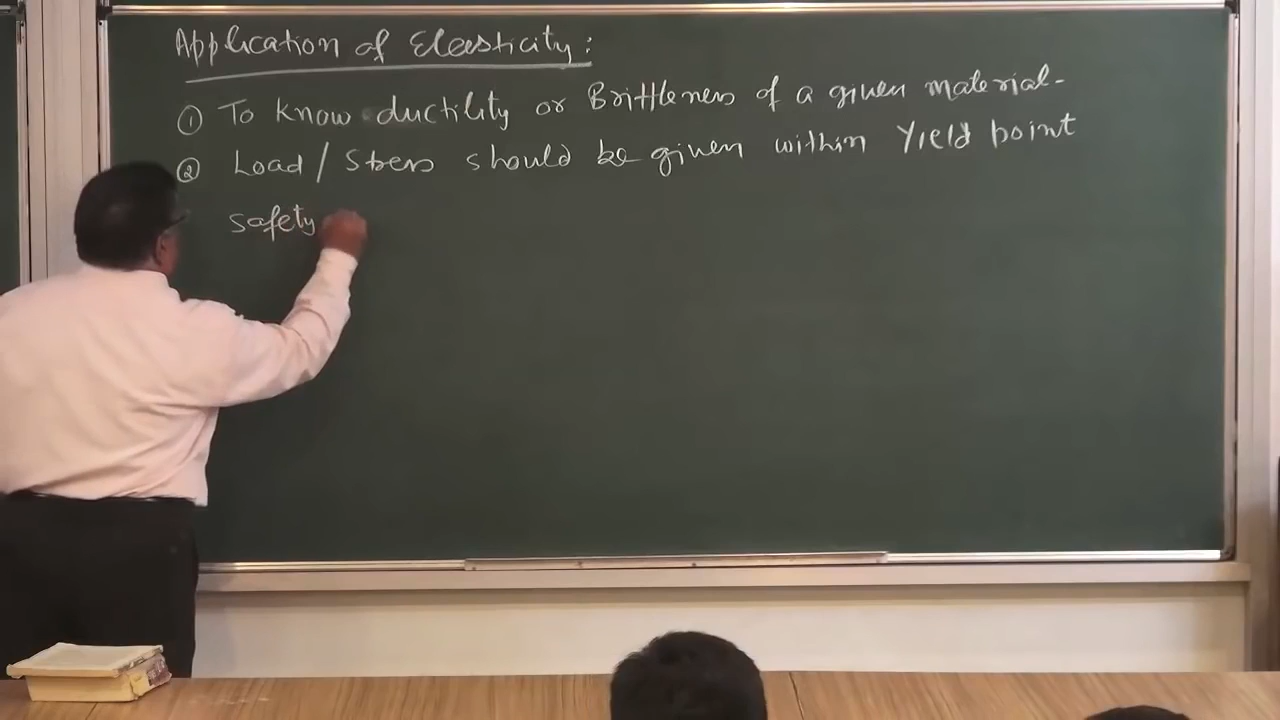 Application of Elasticity:
① To know ductility or Brittleness of a given material-
② Load / Stress should be given within Yield point
safety